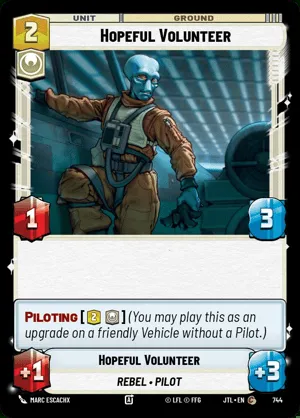 UNIT GROUND
2 HOPEFUL VOLUNTEER
1 3
PILOTING [2] (You may play this as an
upgrade on a friendly Vehicle without a Pilot.)
HOPEFUL VOLUNTEER
+1 REBEL • PILOT +3
MARC ESCACHX © LFL © FFG JTL • EN C 744